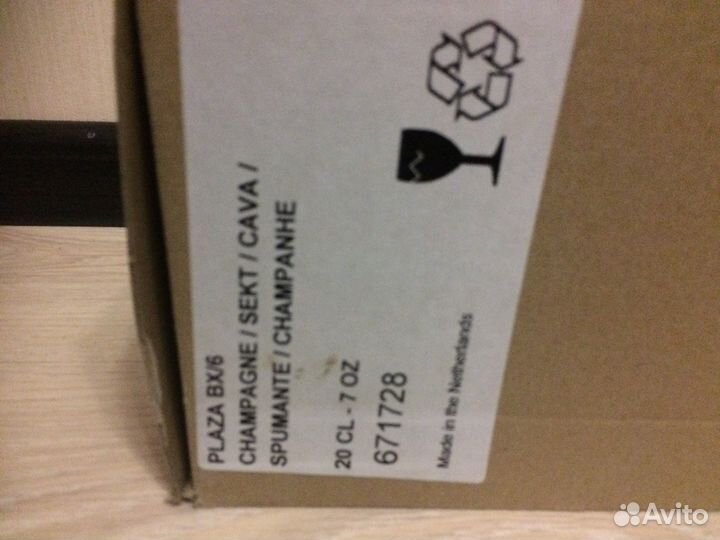 PLAZA BX/6
CHAMPAGNE / SEKT / CAVA /
SPUMANTE / CHAMPANHE
20 CL - 7 OZ
671728
Made in the Netherlands
Avito